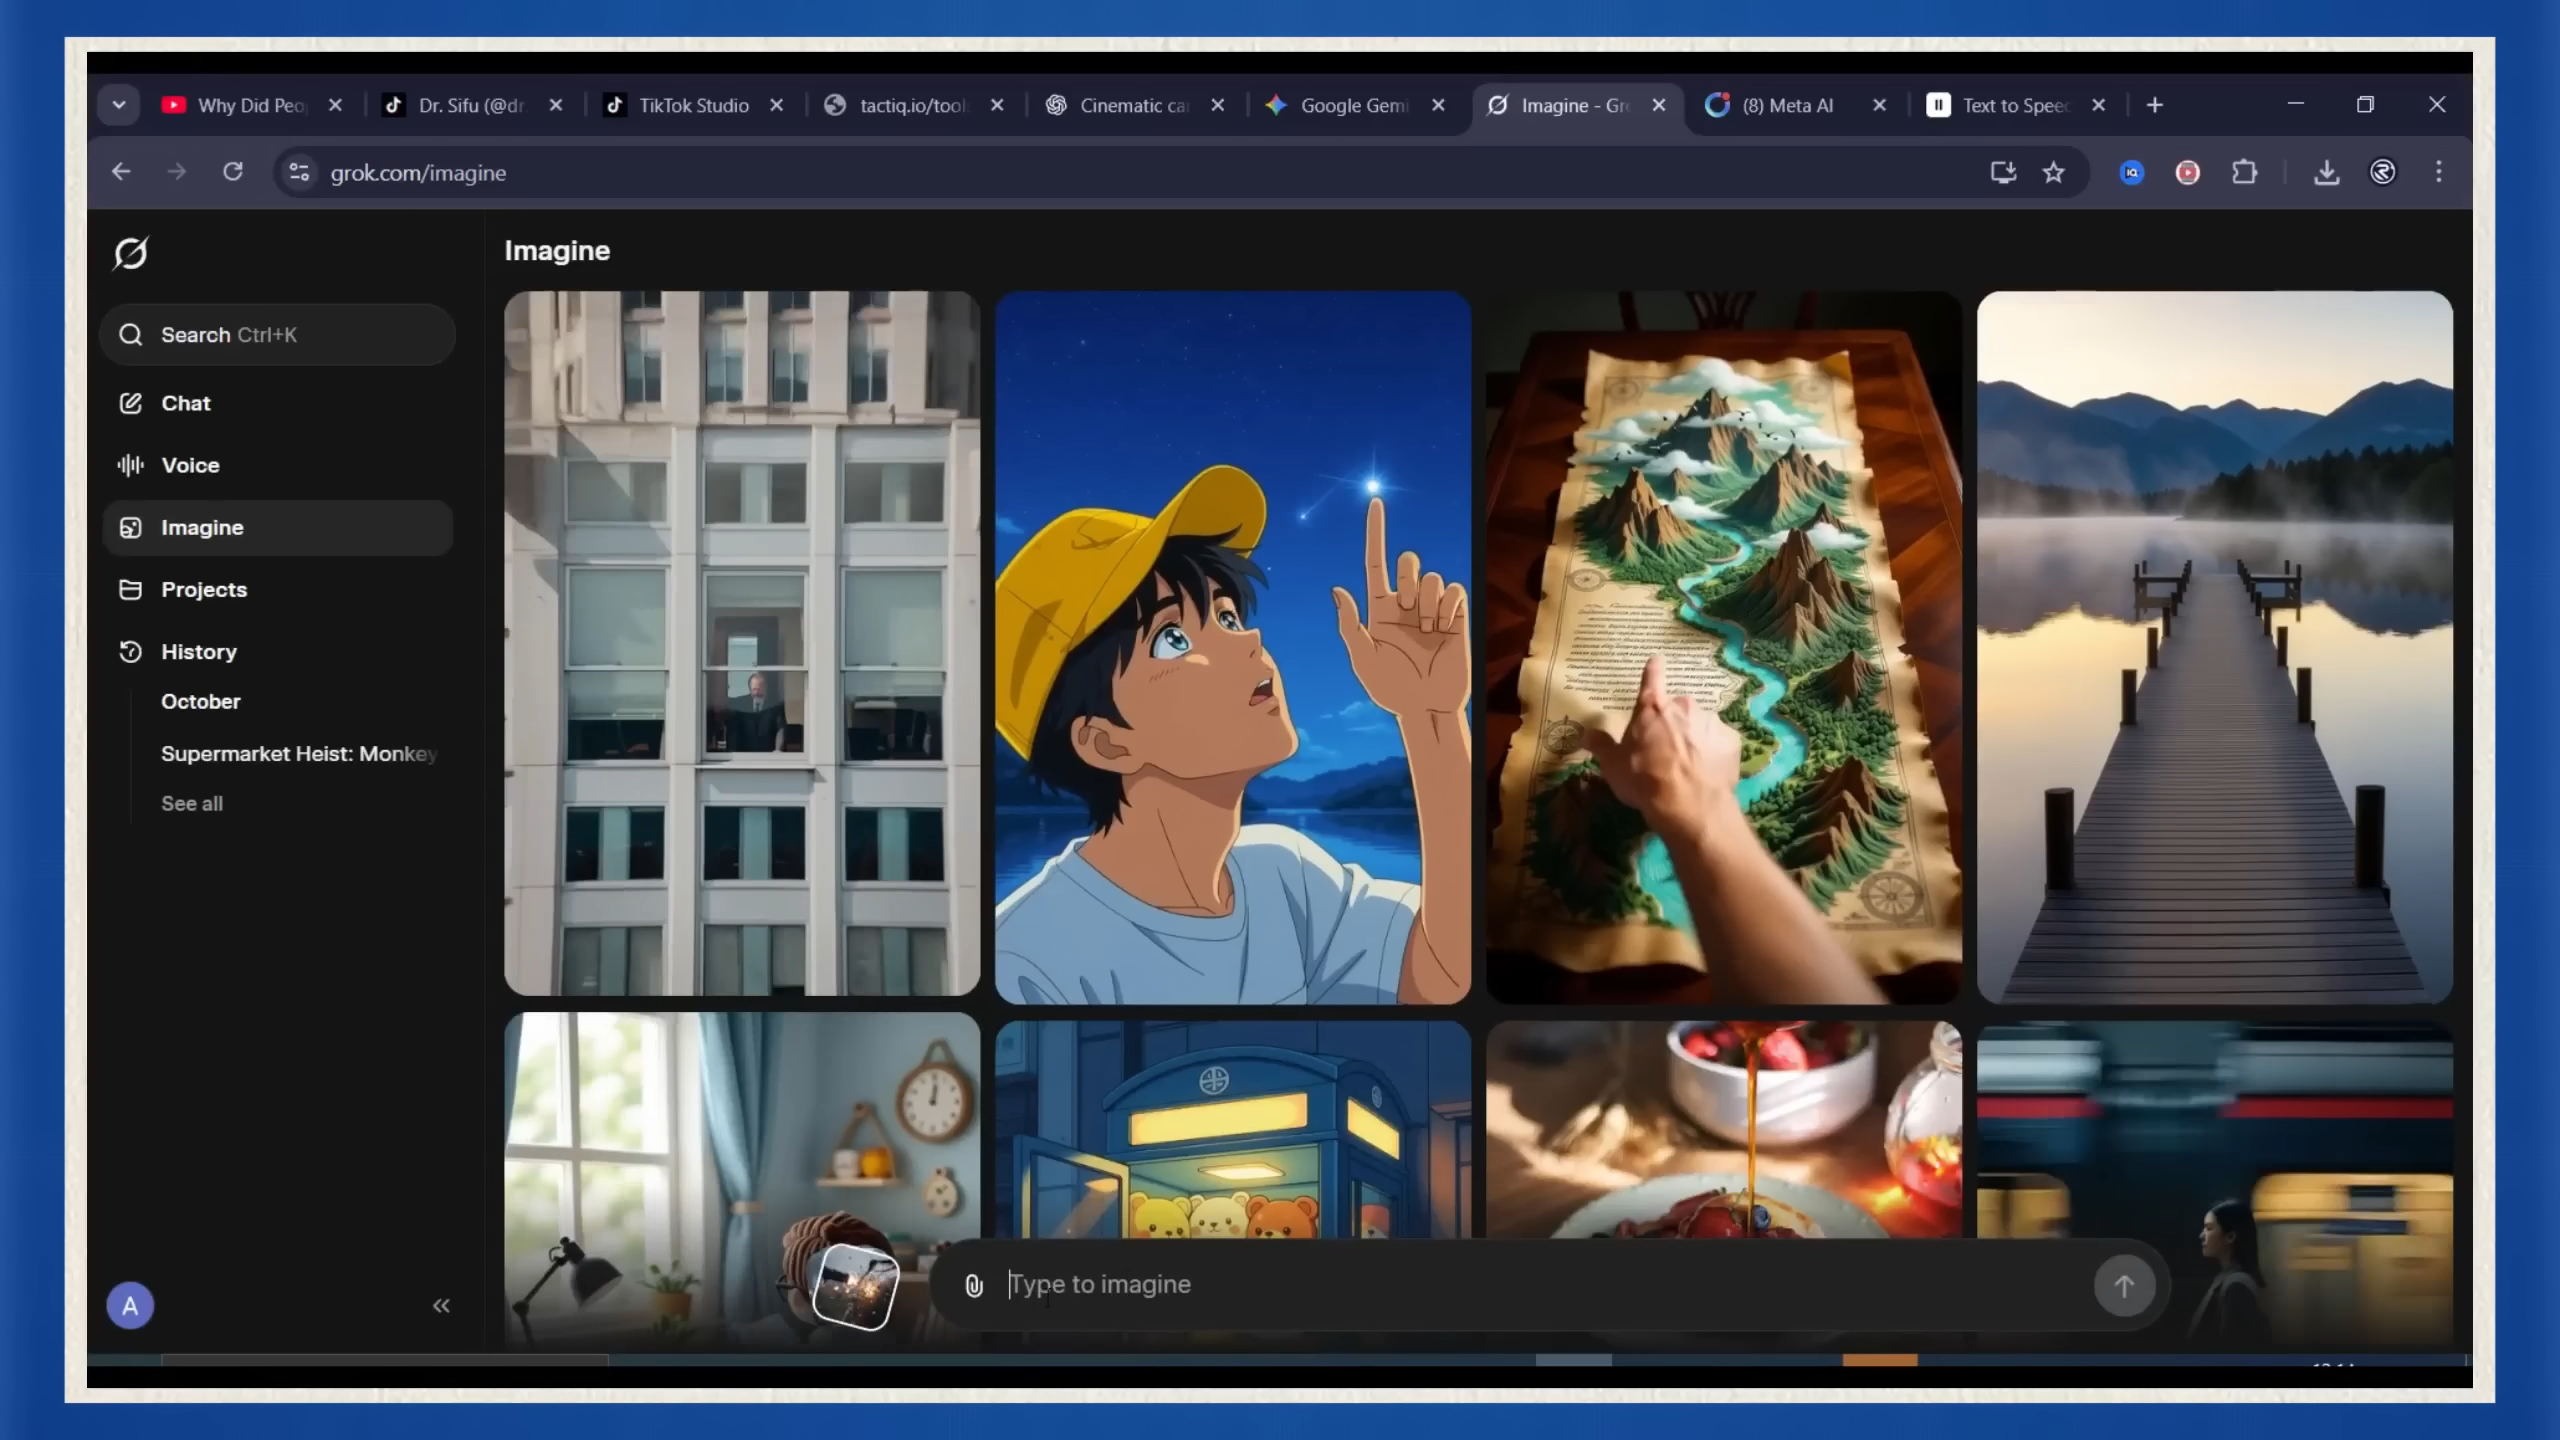 Why Did Peo
Dr. Sifu (@dr.
TikTok Studio
tactiq.io/tool
Cinematic ca
Google Gemi
Imagine - Gr
(8) Meta AI
Text to Speec
grok.com/imagine
Imagine
Search Ctrl+K
Chat
Voice
Imagine
Projects
History
October
Supermarket Heist: Monkey
See all
A
Type to imagine